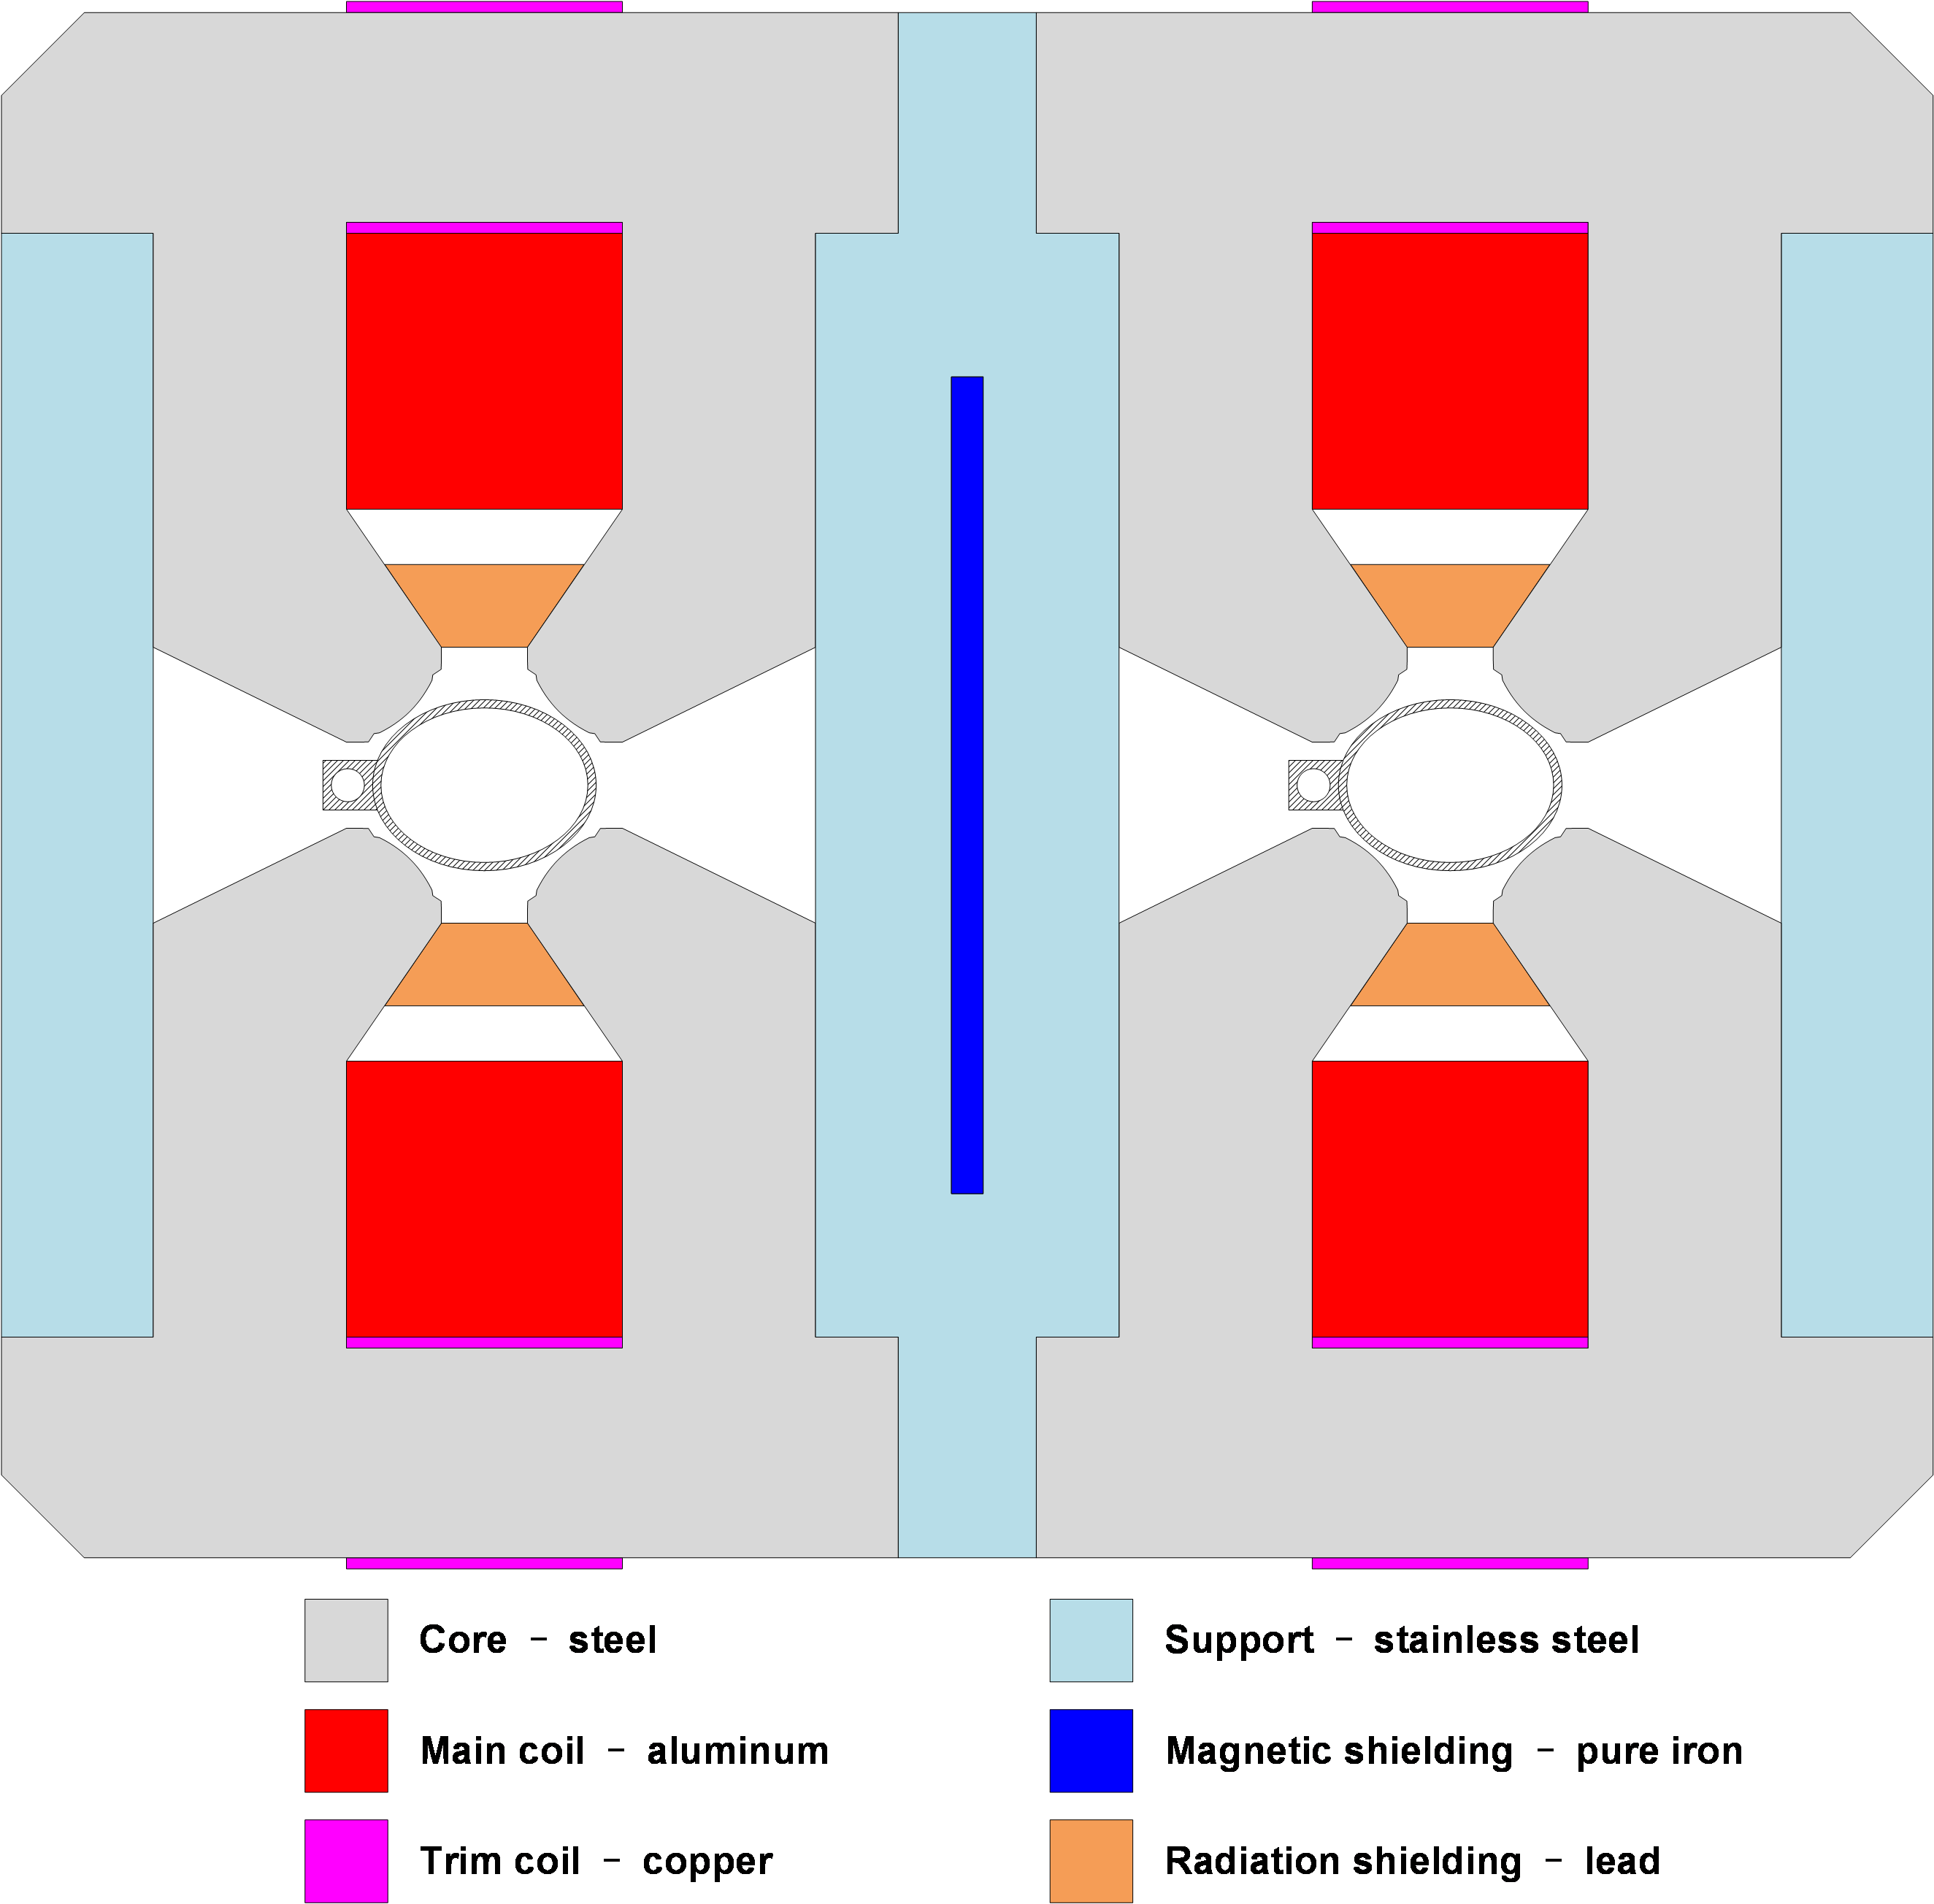 Core – steel
Support – stainless steel
Main coil – aluminum
Magnetic shielding – pure iron
Trim coil – copper
Radiation shielding – lead